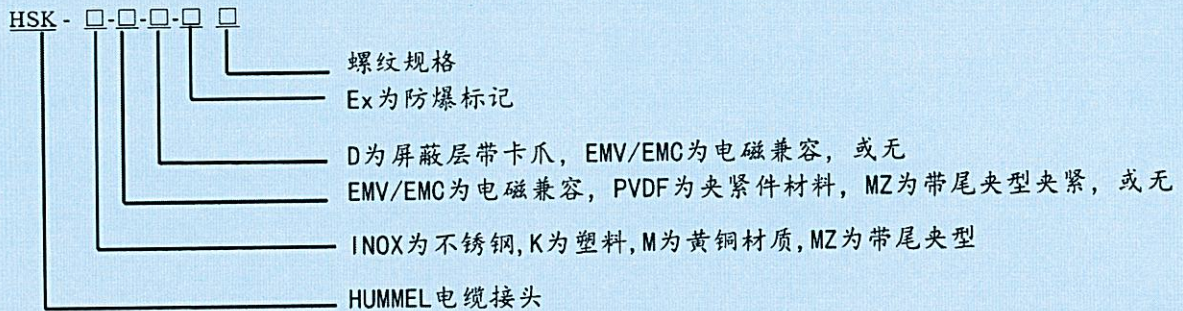 HSK - □-□-□-□ □
螺纹规格
Ex为防爆标记
D为屏蔽层带卡爪, EMV/EMC为电磁兼容, 或无
EMV/EMC为电磁兼容, PVDF为夹紧件材料, MZ为带尾夹型夹紧, 或无
INOX为不锈钢,K为塑料,M为黄铜材质,MZ为带尾夹型
HUMMEL电缆接头